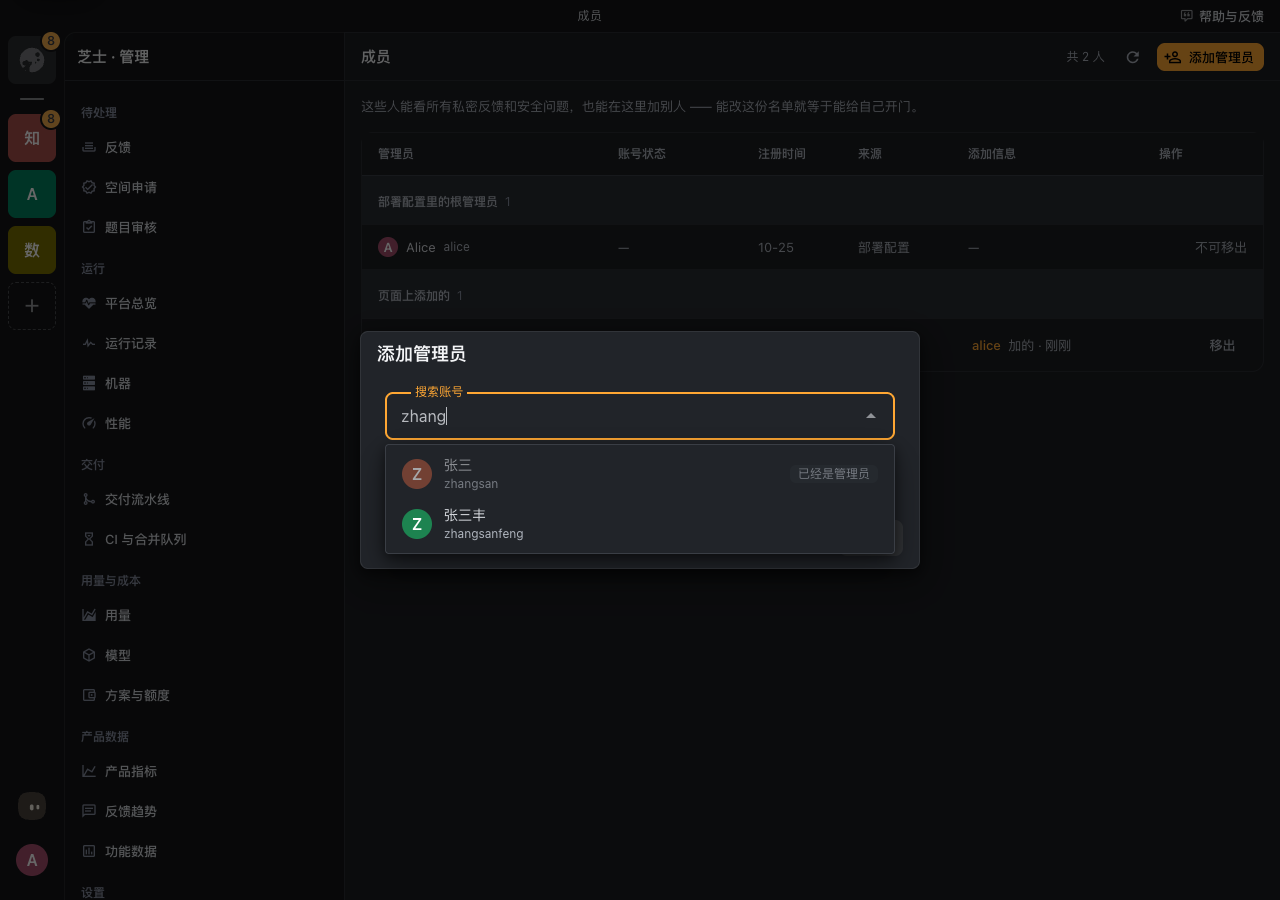 成员
帮助与反馈
8
芝士 · 管理
成员
共 2 人
添加管理员
这些人能看所有私密反馈和安全问题，也能在这里加别人 —— 能改这份名单就等于能给自己开门。
8
知
A
数
待处理
反馈
空间申请
题目审核
运行
平台总览
运行记录
机器
性能
交付
交付流水线
CI 与合并队列
用量与成本
用量
模型
方案与额度
产品数据
产品指标
反馈趋势
功能数据
设置
A
管理员 账号状态 注册时间 来源 添加信息 操作
部署配置里的根管理员 1
A Alice alice — 10-25 部署配置 — 不可移出
页面上添加的 1
alice 加的 · 刚刚 移出
添加管理员
搜索账号
zhang
Z 张三
zhangsan
已经是管理员
Z 张三丰
zhangsanfeng